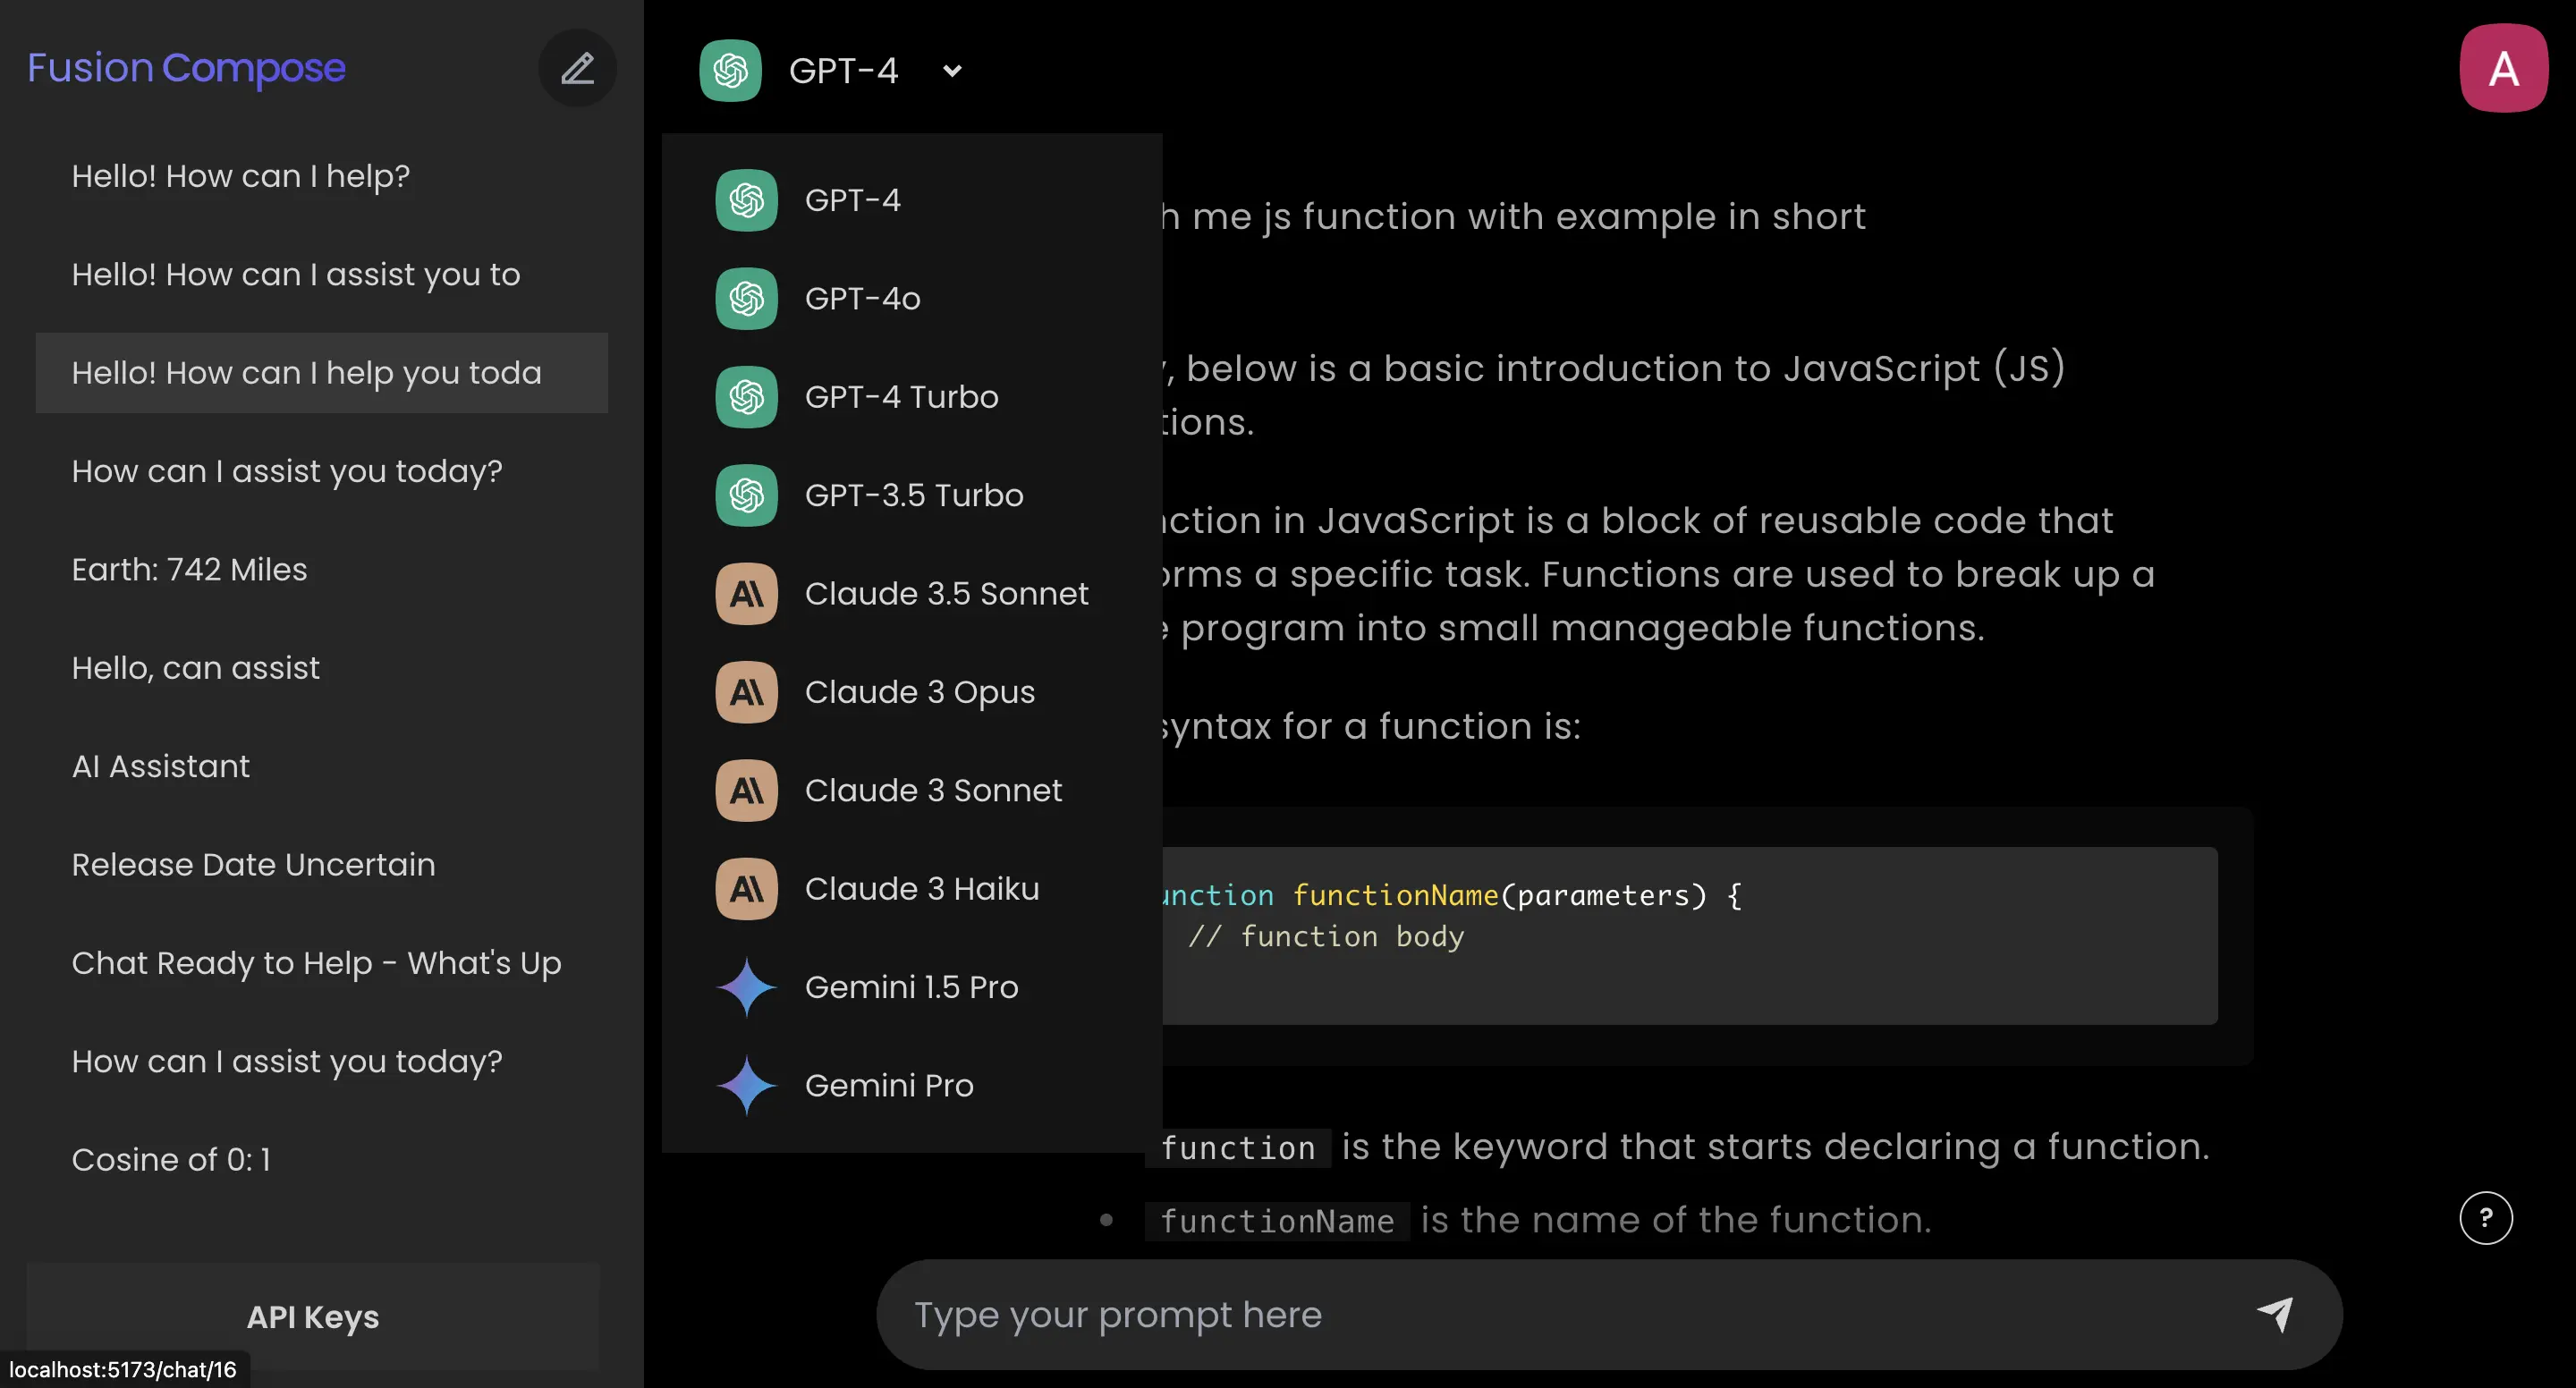 Fusion Compose
Hello! How can I help?
Hello! How can I assist you to
Hello! How can I help you toda
How can I assist you today?
Earth: 742 Miles
Hello, can assist
AI Assistant
Release Date Uncertain
Chat Ready to Help - What's Up
How can I assist you today?
Cosine of 0: 1
API Keys
localhost:5173/chat/16
GPT-4
A
GPT-4
GPT-4o
GPT-4 Turbo
GPT-3.5 Turbo
Claude 3.5 Sonnet
Claude 3 Opus
Claude 3 Sonnet
Claude 3 Haiku
Gemini 1.5 Pro
Gemini Pro
me js function with example in short
, below is a basic introduction to JavaScript (JS)
tions.
nction in JavaScript is a block of reusable code that
orms a specific task. Functions are used to break up a
program into small manageable functions.
syntax for a function is:
unction functionName(parameters) {
// function body
function is the keyword that starts declaring a function.
• functionName is the name of the function.
?
Type your prompt here